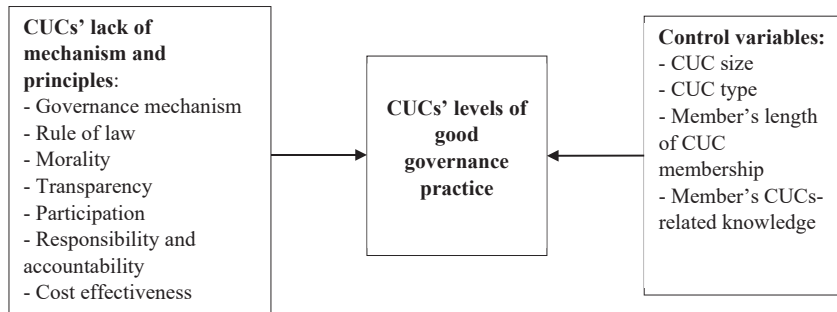 CUCs' lack of
mechanism and
principles:
- Governance mechanism
- Rule of law
- Morality
- Transparency
- Participation
- Responsibility and
accountability
- Cost effectiveness
CUCs' levels of
good
governance
practice
Control variables:
- CUC size
- CUC type
- Member's length
of CUC
membership
- Member's CUCs-
related knowledge